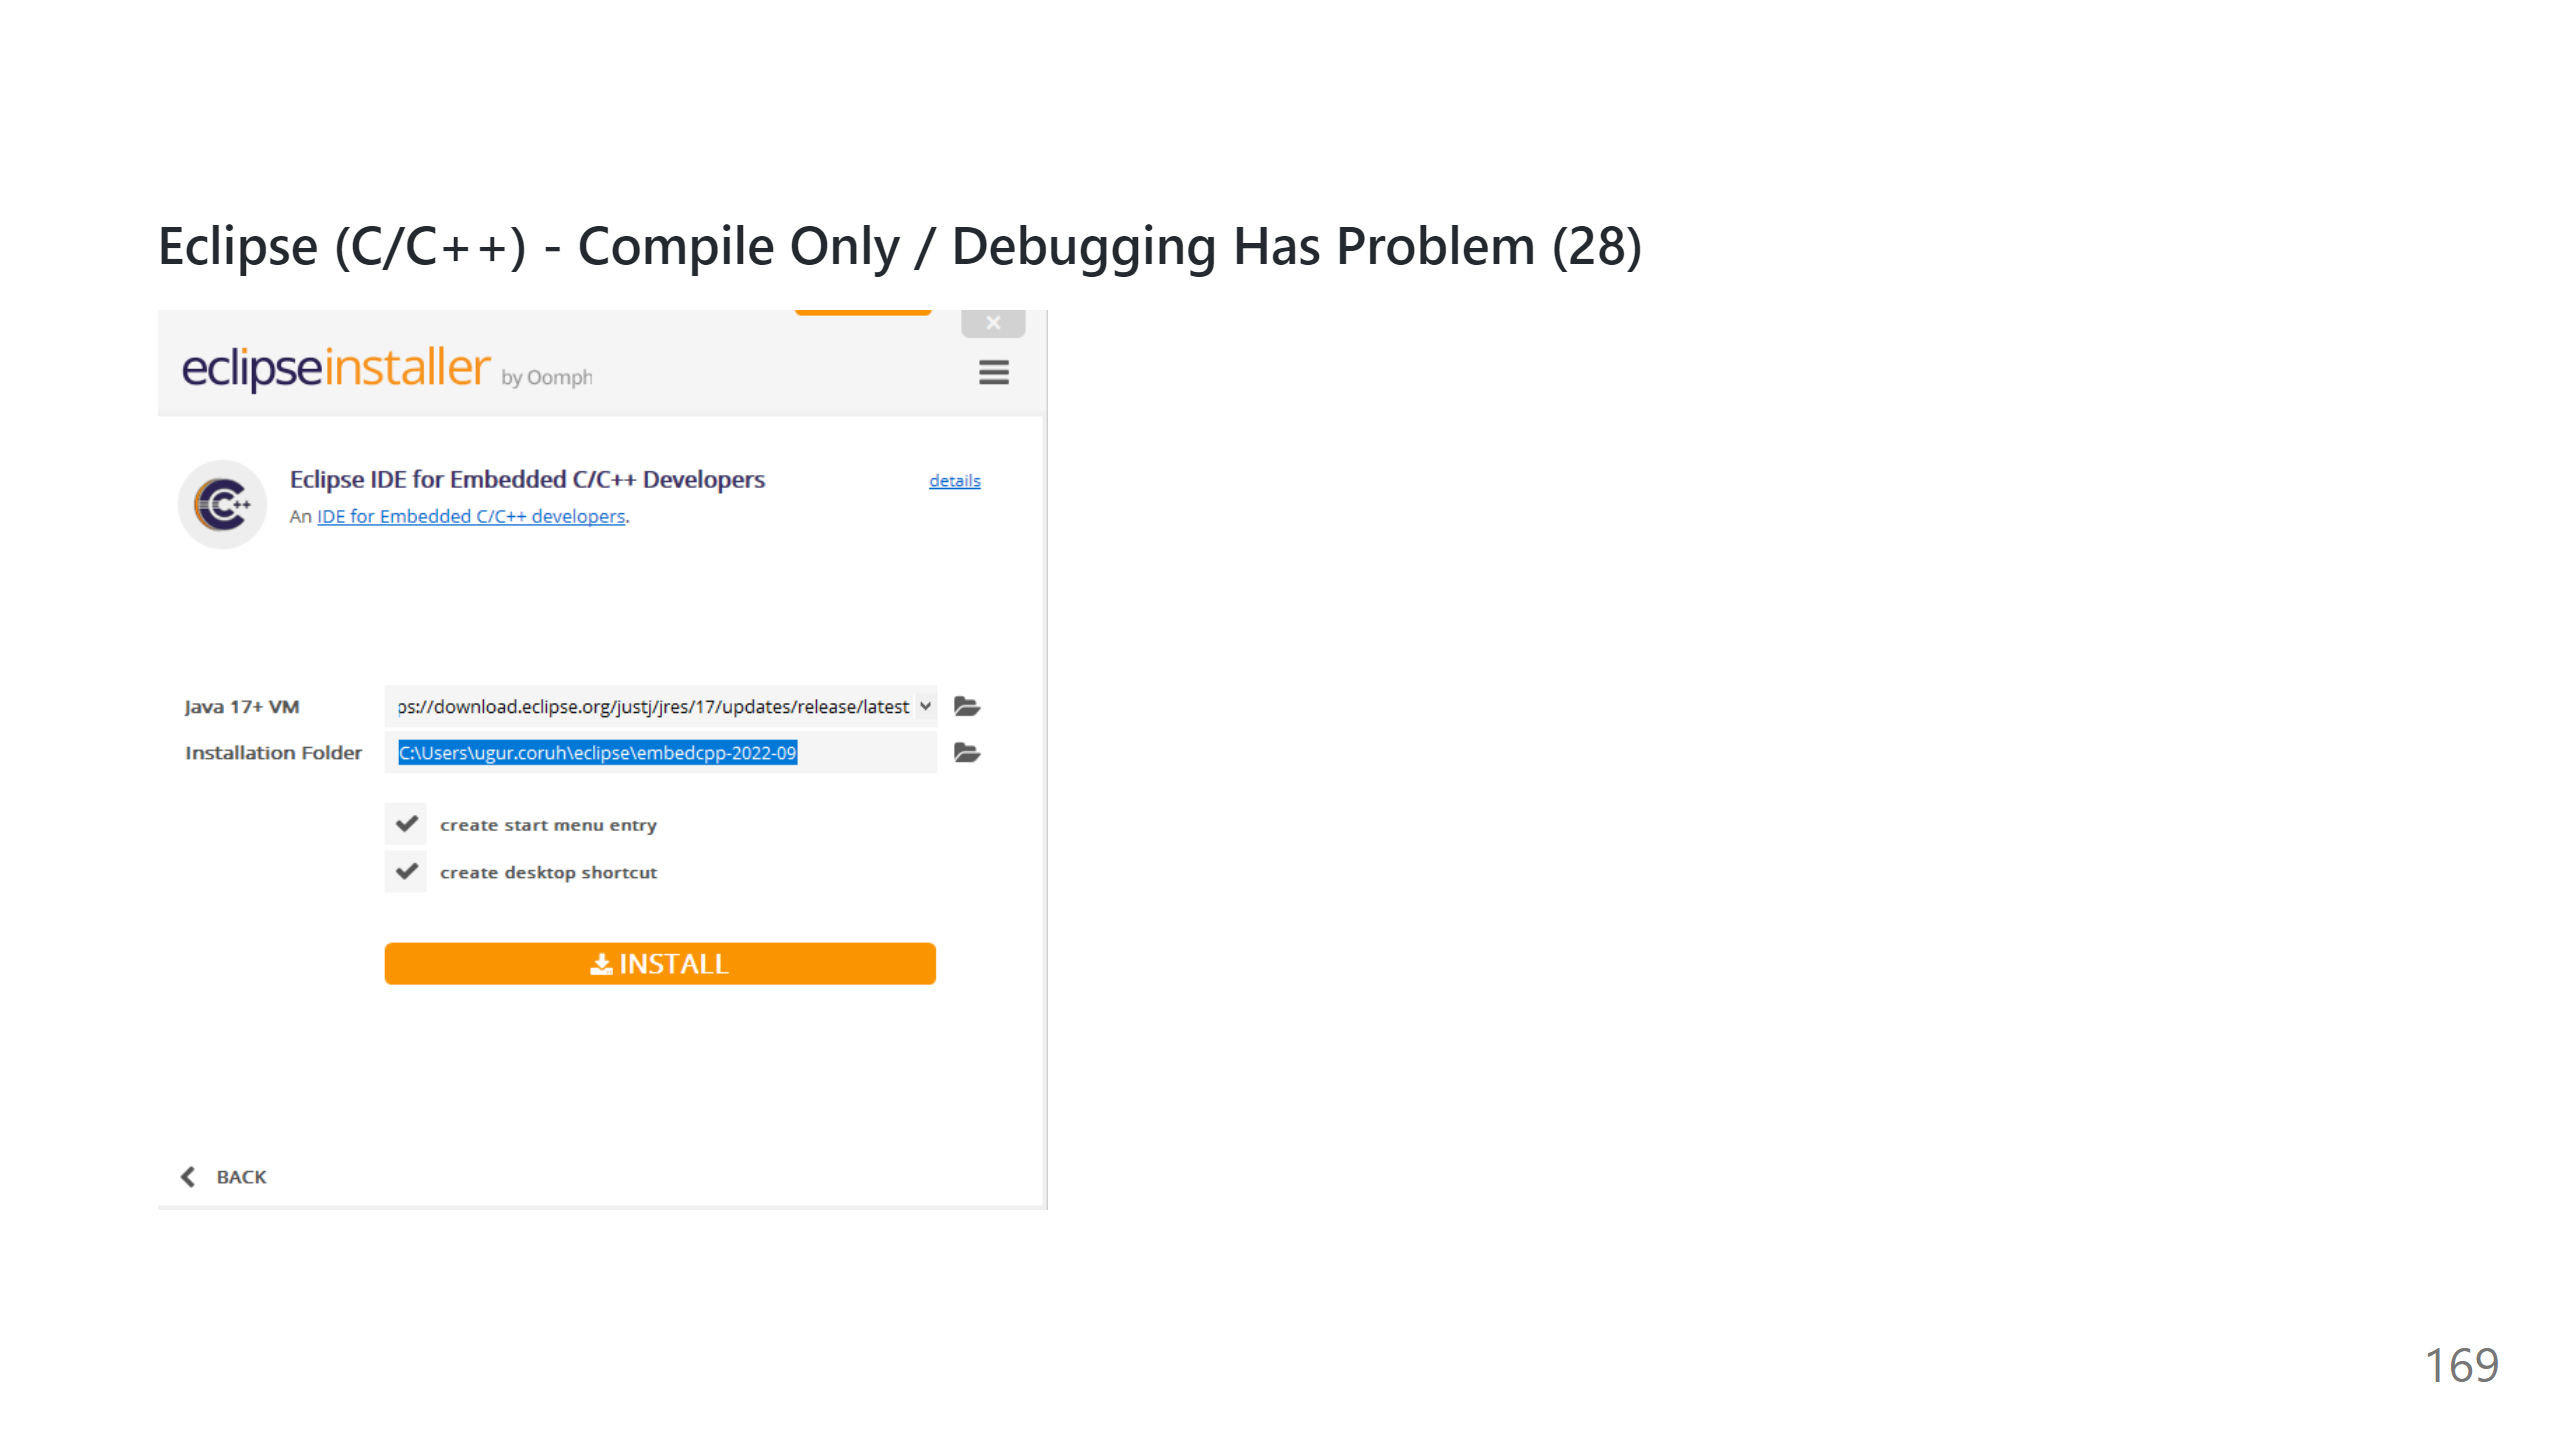 Eclipse (C/C++) - Compile Only / Debugging Has Problem (28)
eclipseinstaller by Oomph
Eclipse IDE for Embedded C/C++ Developers
details
An IDE for Embedded C/C++ developers.
Java 17+ VM
ps://download.eclipse.org/justj/jres/17/updates/release/latest
Installation Folder
C:\Users\ugur.coruh\eclipse\embedcpp-2022-09
create start menu entry
create desktop shortcut
INSTALL
BACK
169